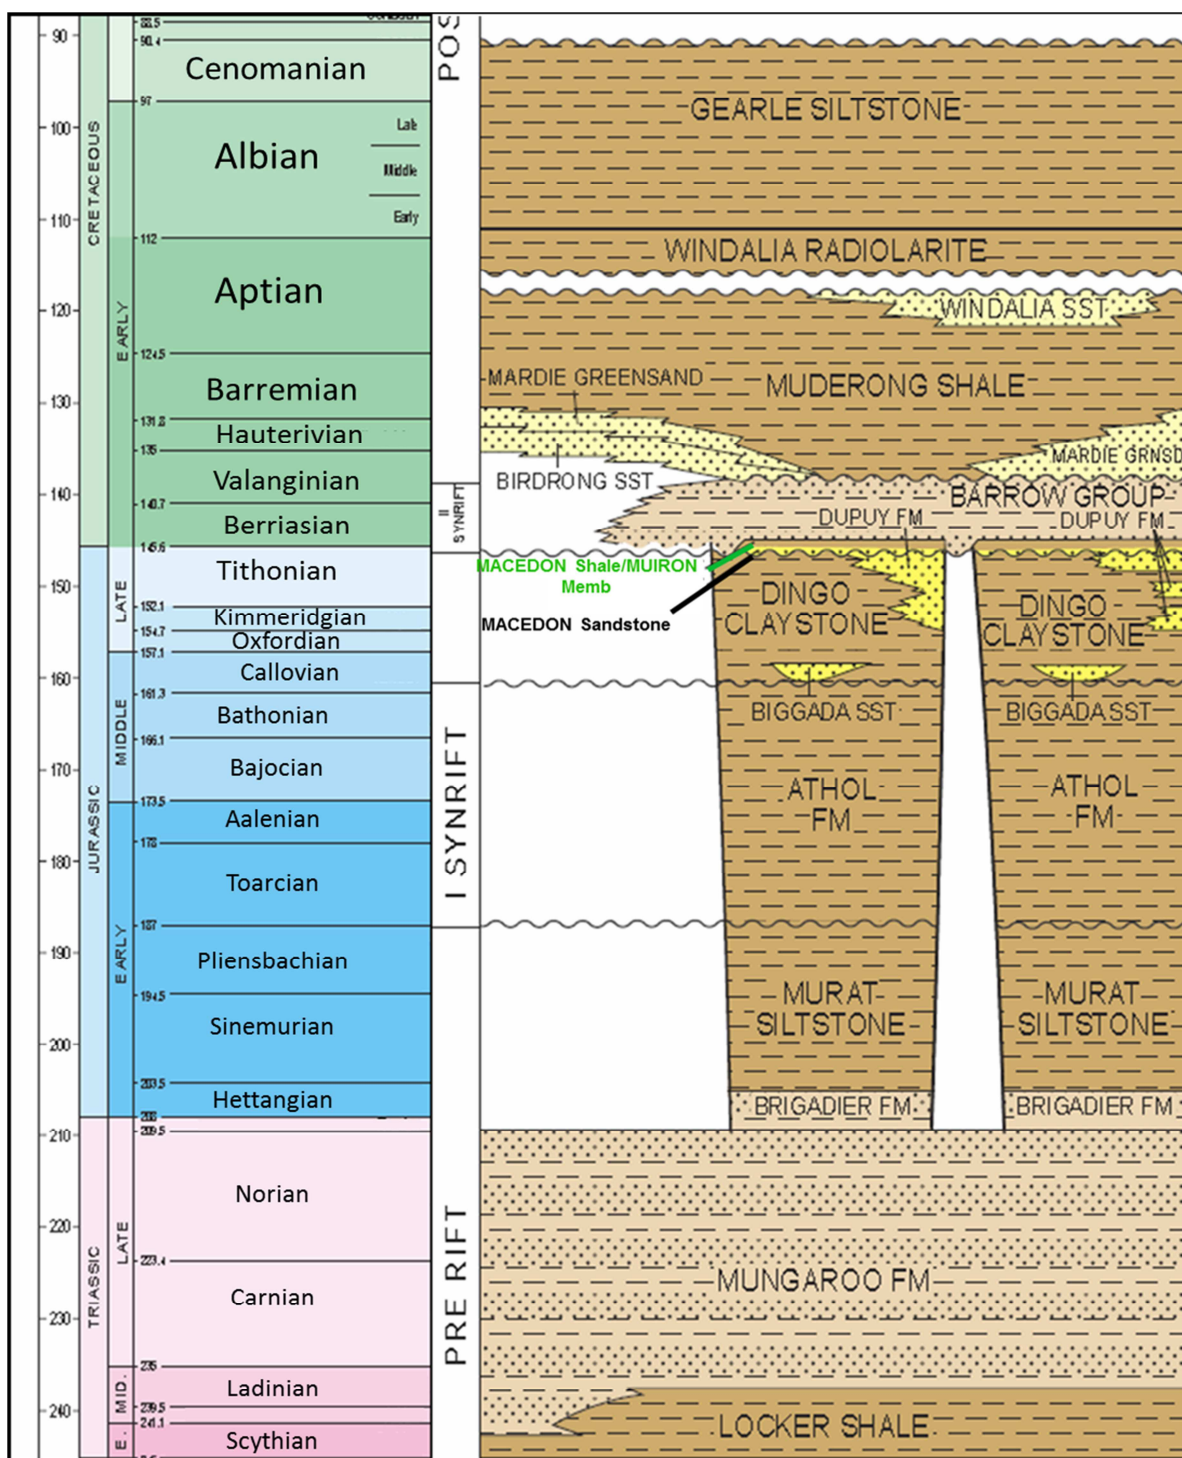 90
100
110
120
130
140
150
160
170
180
190
200
210
220
230
240
CRETACEOUS
JURASSIC
TRIASSIC
EARLY
LATE
MIDDLE
EARLY
LATE
MID.
E.
88.5
90.4
Cenomanian
97
Albian
Late
Middle
Early
112
Aptian
124.5
Barremian
131.8
Hauterivian
135
Valanginian
140.7
Berriasian
145.6
Tithonian
152.1
Kimmeridgian
154.7
Oxfordian
157.1
Callovian
161.3
Bathonian
166.1
Bajocian
173.5
Aalenian
178
Toarcian
187
Pliensbachian
194.5
Sinemurian
203.5
Hettangian
208
209.5
Norian
223.4
Carnian
235
Ladinian
239.5
241.1
Scythian
POS
II
SYNRIFT
I SYNRIFT
PRE RIFT
GEARLE SILTSTONE
WINDALIA RADIOLARITE
WINDALIA SST
MARDIE GREENSAND
MUDERONG SHALE
MARDIE GRNSD
BIRDRONG SST
BARROW GROUP
DUPUY FM
DUPUY FM
MACEDON Shale/MUIRON
Memb
MACEDON Sandstone
DINGO
CLAYSTONE
DINGO
CLAYSTONE
BIGGADA SST
BIGGADA SST
ATHOL
FM
ATHOL
FM
MURAT
SILTSTONE
MURAT
SILTSTONE
BRIGADIER FM
BRIGADIER FM
MUNGAROO FM
LOCKER SHALE